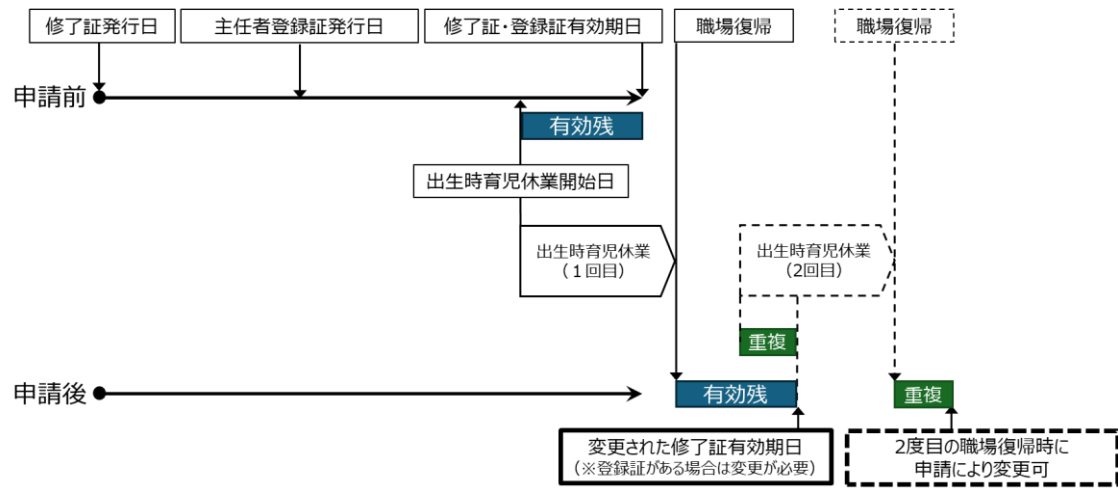 修了証発行日
主任者登録証発行日
修了証・登録証有効期日
職場復帰
職場復帰
申請前
有効残
出生時育児休業開始日
出生時育児休業
(1回目)
出生時育児休業
(2回目)
重複
申請後
有効残
重複
変更された修了証有効期日
(※登録証がある場合は変更が必要)
2度目の職場復帰時に
申請により変更可